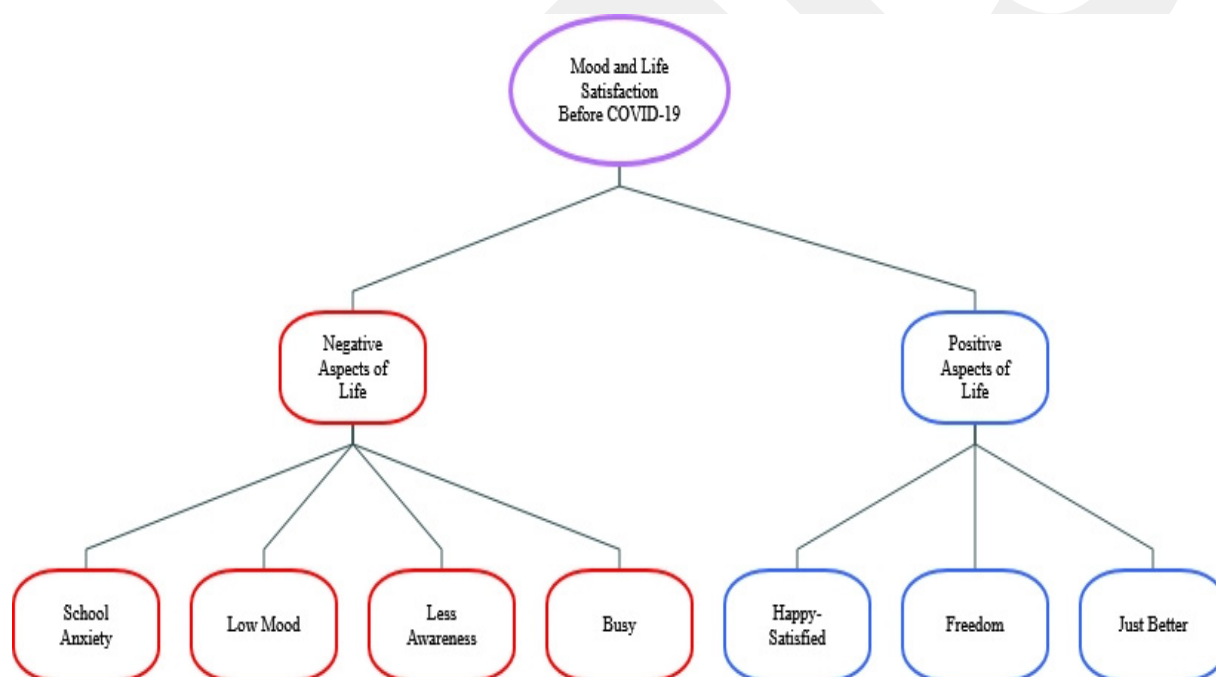 Mood and Life
Satisfaction
Before COVID-19
Negative
Aspects of
Life
Positive
Aspects of
Life
School
Anxiety
Low Mood
Less
Awareness
Busy
Happy-
Satisfied
Freedom
Just Better